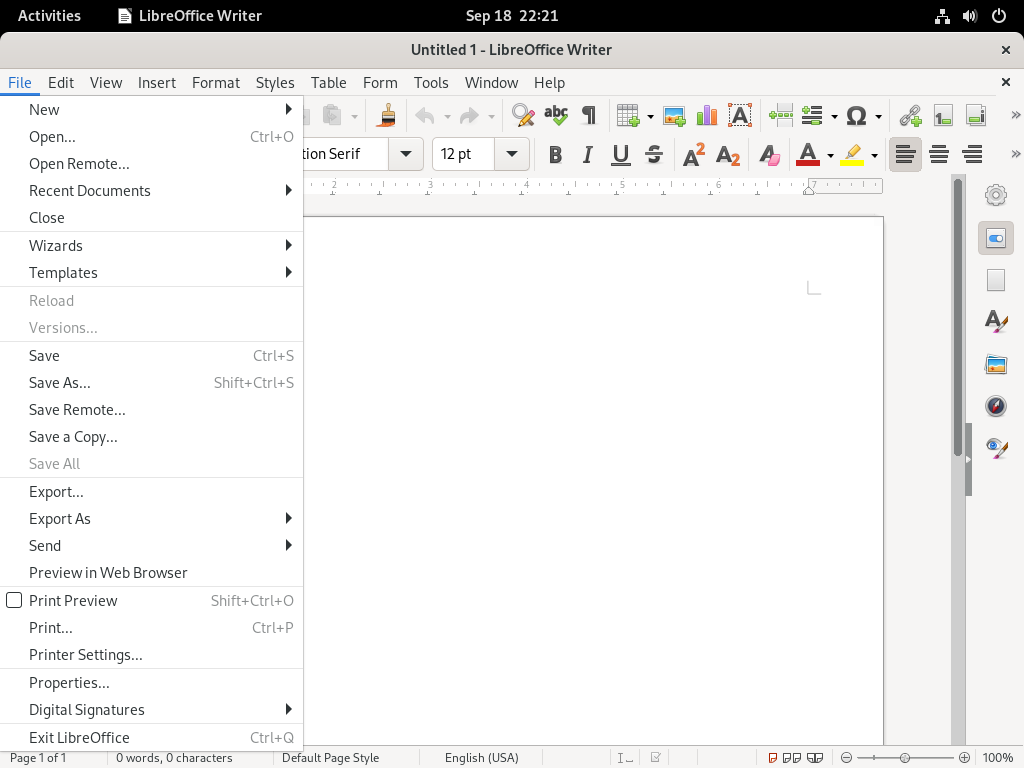 Activities LibreOffice Writer Sep 18 22:21
Untitled 1 - LibreOffice Writer
File Edit View Insert Format Styles Table Form Tools Window Help
New
Open... Ctrl+O
Open Remote...
Recent Documents
Close
Wizards
Templates
Reload
Versions...
Save Ctrl+S
Save As... Shift+Ctrl+S
Save Remote...
Save a Copy...
Save All
Export...
Export As
Send
Preview in Web Browser
Print Preview Shift+Ctrl+O
Print... Ctrl+P
Printer Settings...
Properties...
Digital Signatures
Exit LibreOffice Ctrl+Q
tion Serif 12 pt
2 3 4 5 6 7
Page 1 of 1 0 words, 0 characters Default Page Style English (USA) 100%